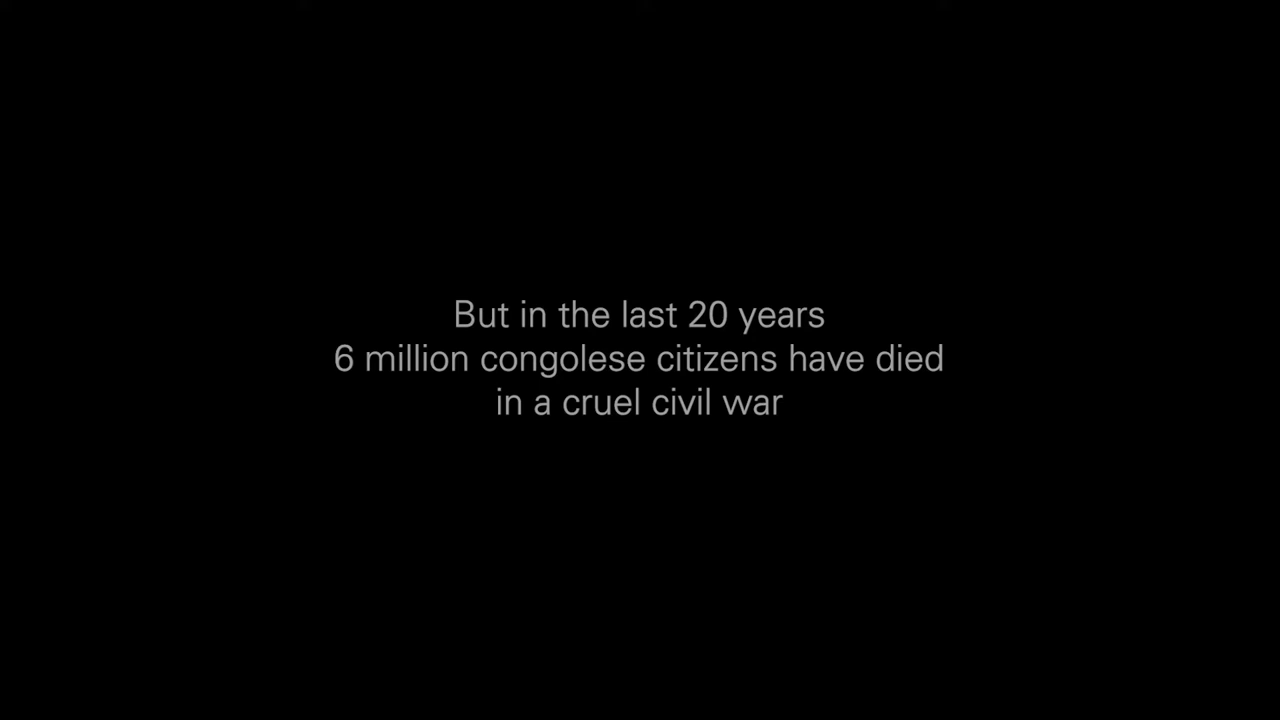 But in the last 20 years
6 million congolese citizens have died
in a cruel civil war